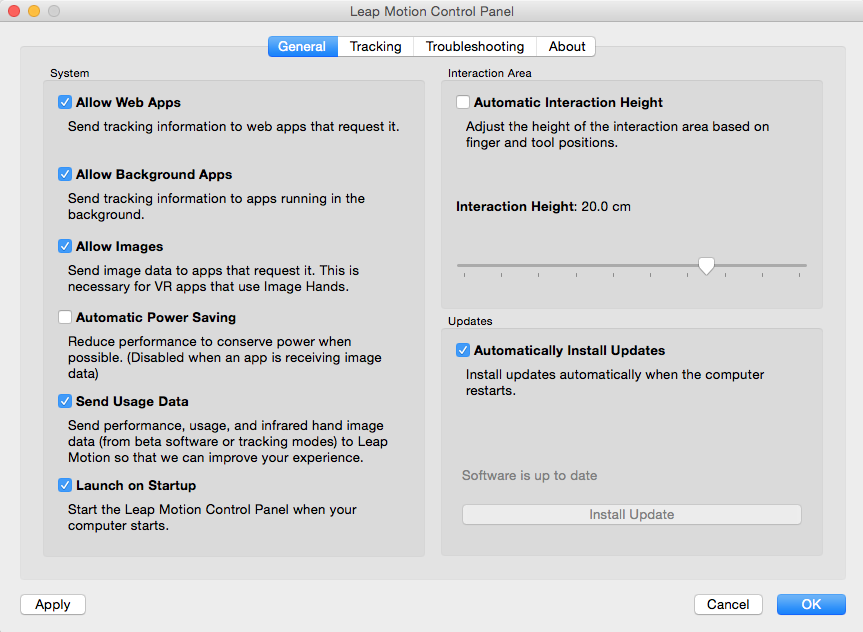 Leap Motion Control Panel
General
Tracking
Troubleshooting
About
System
Allow Web Apps
Send tracking information to web apps that request it.
Allow Background Apps
Send tracking information to apps running in the
background.
Allow Images
Send image data to apps that request it. This is
necessary for VR apps that use Image Hands.
Automatic Power Saving
Reduce performance to conserve power when
possible. (Disabled when an app is receiving image
data)
Send Usage Data
Send performance, usage, and infrared hand image
data (from beta software or tracking modes) to Leap
Motion so that we can improve your experience.
Launch on Startup
Start the Leap Motion Control Panel when your
computer starts.
Interaction Area
Automatic Interaction Height
Adjust the height of the interaction area based on
finger and tool positions.
Interaction Height: 20.0 cm
Updates
Automatically Install Updates
Install updates automatically when the computer
restarts.
Software is up to date
Install Update
Apply
Cancel
OK